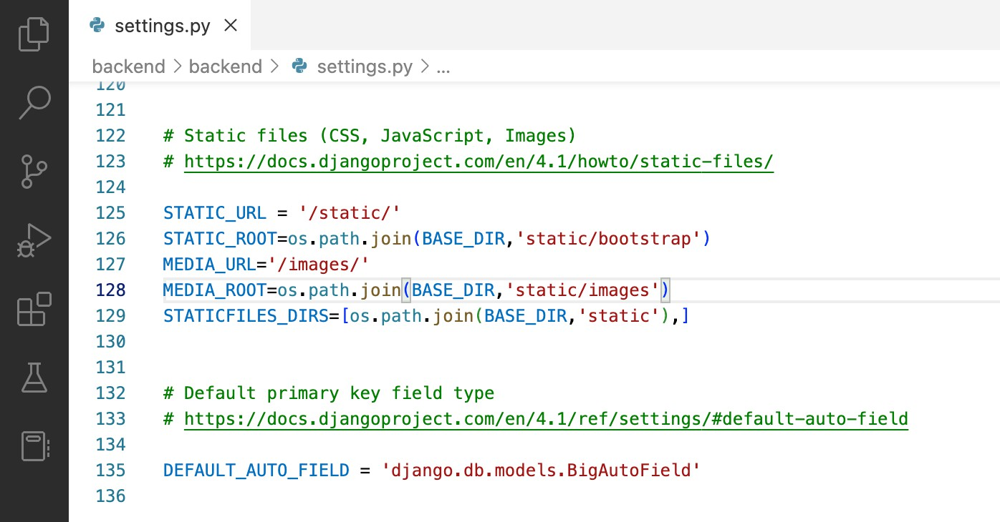 settings.py
backend > backend > settings.py > ...
120
121
122 # Static files (CSS, JavaScript, Images)
123 # https://docs.djangoproject.com/en/4.1/howto/static-files/
124
125 STATIC_URL = '/static/'
126 STATIC_ROOT=os.path.join(BASE_DIR,'static/bootstrap')
127 MEDIA_URL='/images/'
128 MEDIA_ROOT=os.path.join(BASE_DIR,'static/images')
129 STATICFILES_DIRS=[os.path.join(BASE_DIR,'static'),]
130
131
132 # Default primary key field type
133 # https://docs.djangoproject.com/en/4.1/ref/settings/#default-auto-field
134
135 DEFAULT_AUTO_FIELD = 'django.db.models.BigAutoField'
136